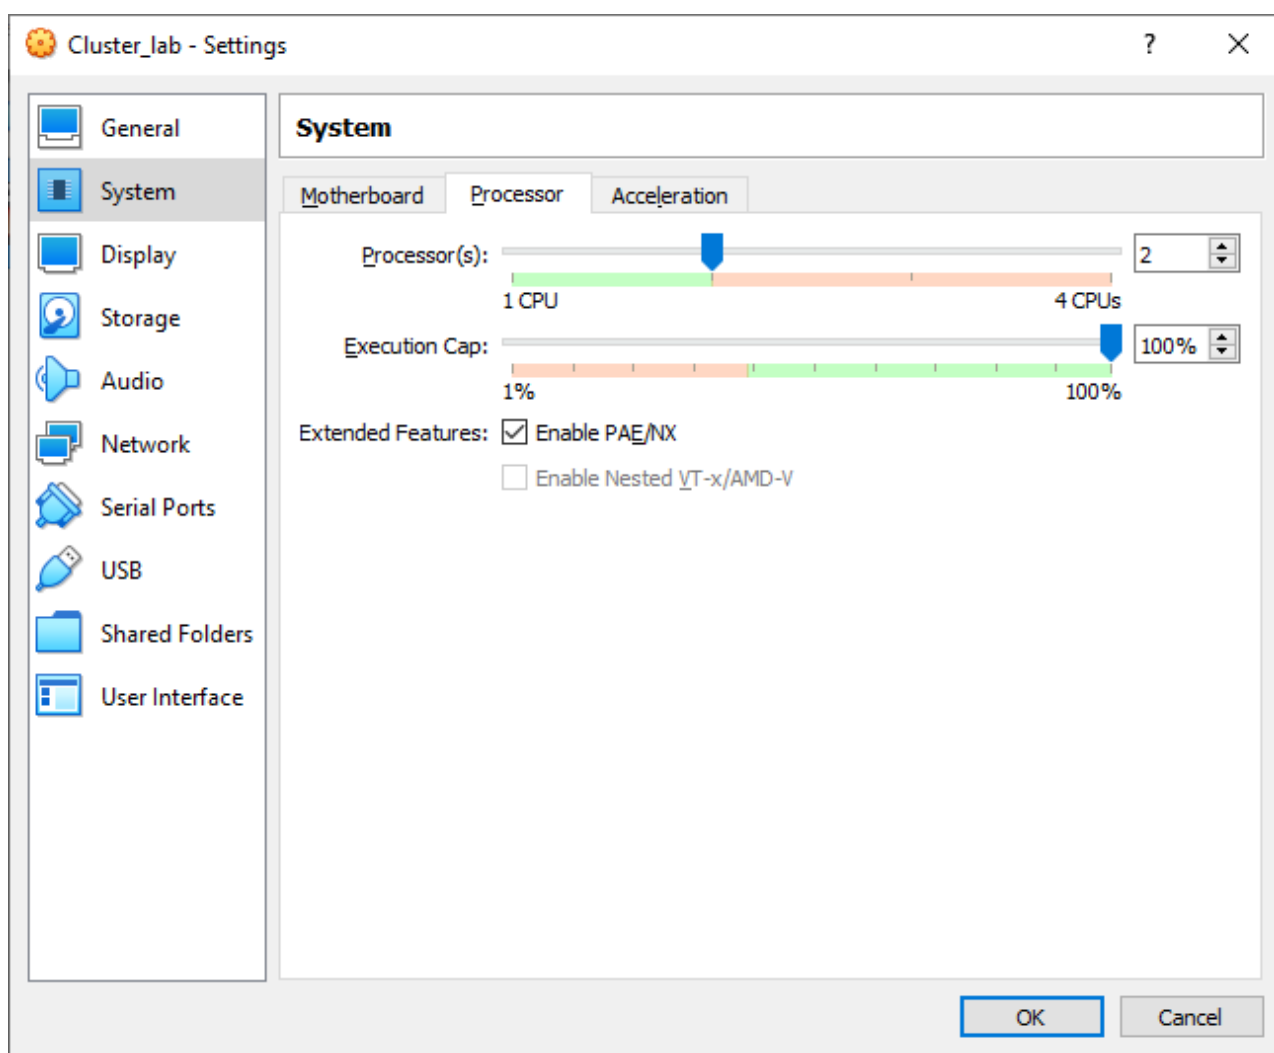 Cluster_lab - Settings
?
General
System
Display
Storage
Audio
Network
Serial Ports
USB
Shared Folders
User Interface
System
Motherboard Processor Acceleration
Processor(s): 2
1 CPU 4 CPUs
Execution Cap: 100%
1% 100%
Extended Features: Enable PAE/NX
Enable Nested VT-x/AMD-V
OK Cancel